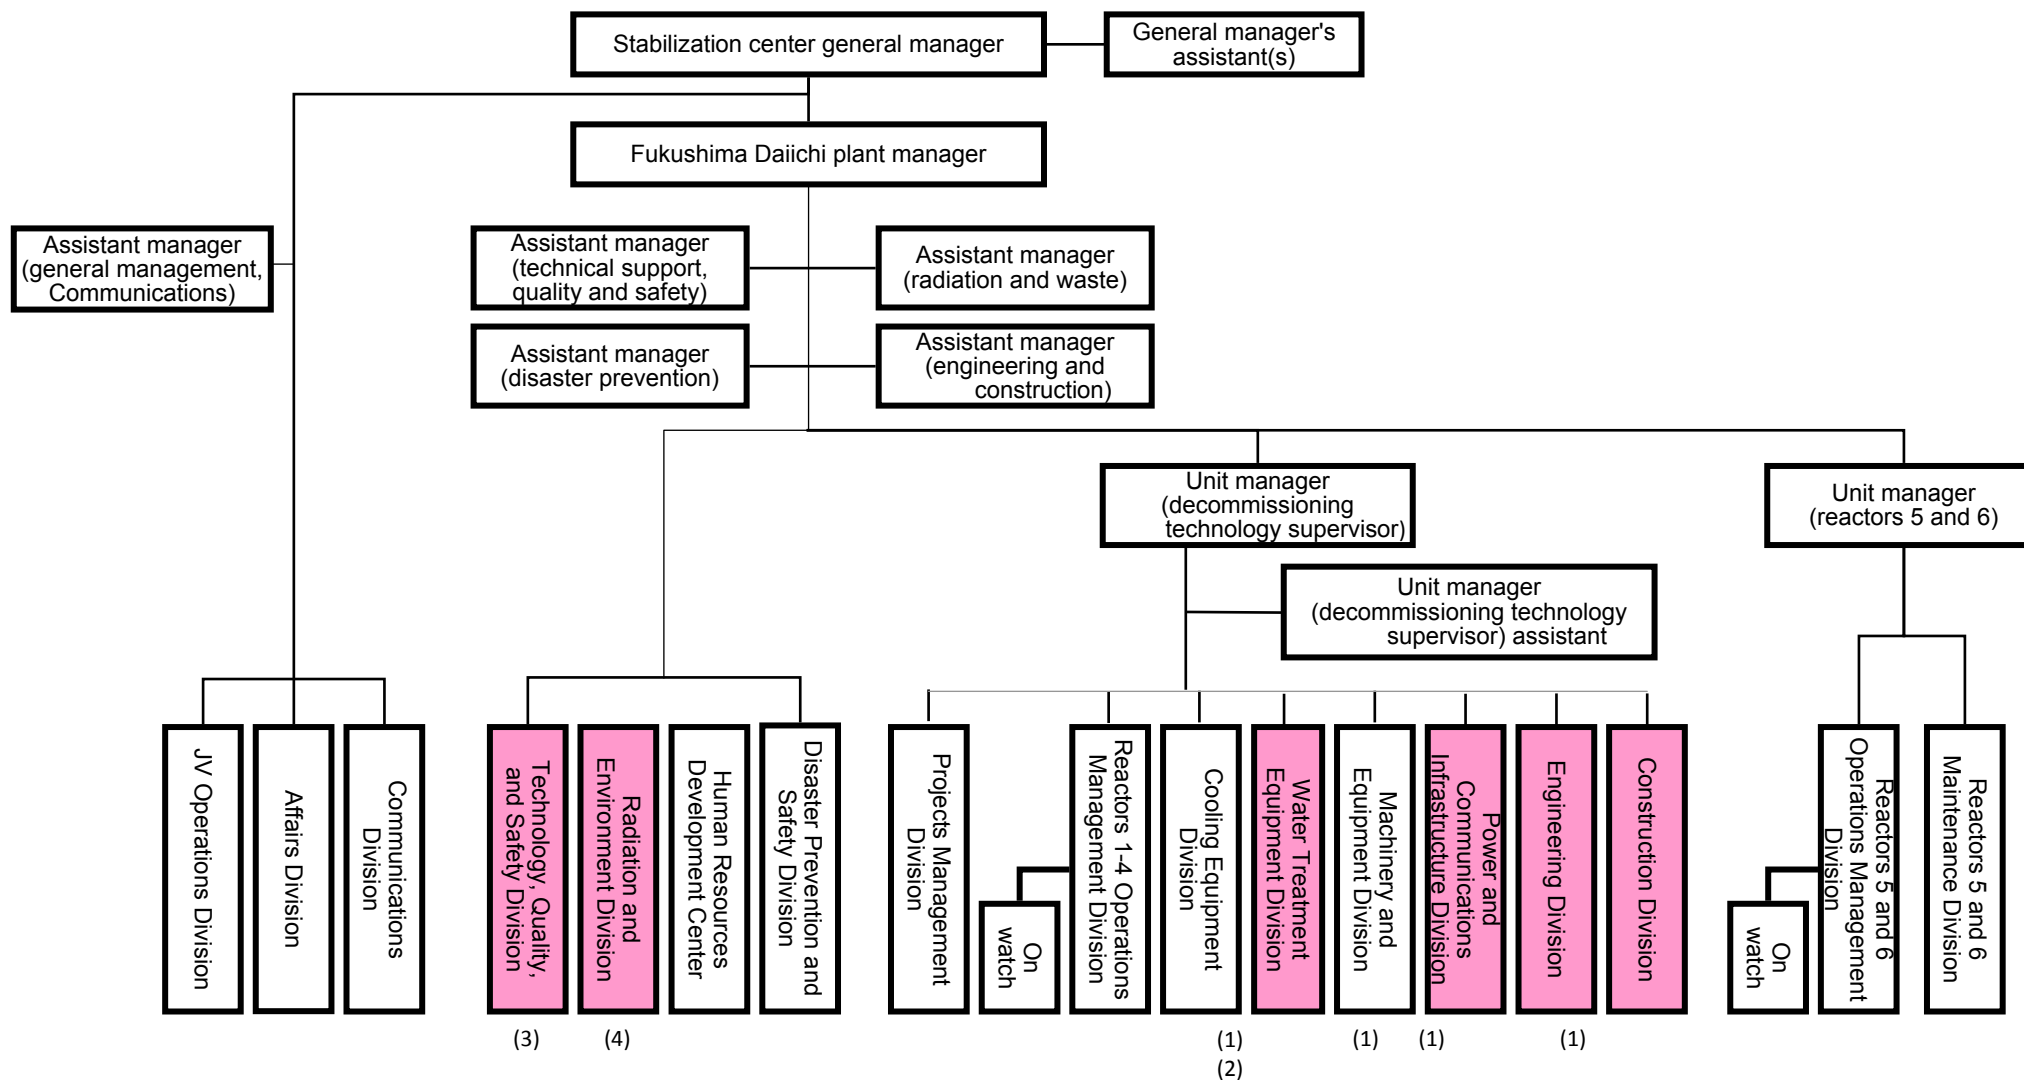 Stabilization center general manager
General manager's
assistant(s)
Fukushima Daiichi plant manager
Assistant manager
(general management,
Communications)
Assistant manager
(technical support,
quality and safety)
Assistant manager
(radiation and waste)
Assistant manager
(disaster prevention)
Assistant manager
(engineering and
construction)
Unit manager
(decommissioning
technology supervisor)
Unit manager
(reactors 5 and 6)
Unit manager
(decommissioning technology
supervisor) assistant
JV Operations Division
Affairs Division
Communications
Division
Technology, Quality,
and Safety Division
Radiation and
Environment Division
Human Resources
Development Center
Disaster Prevention and
Safety Division
Projects Management
Division
On
watch
Reactors 1-4 Operations
Management Division
Cooling Equipment
Division
Water Treatment
Equipment Division
Machinery and
Equipment Division
Power and
Communications
Infrastructure Division
Engineering Division
Construction Division
On
watch
Reactors 5 and 6
Operations Management
Division
Reactors 5 and 6
Maintenance Division
(3)
(4)
(1)
(2)
(1)
(1)
(1)